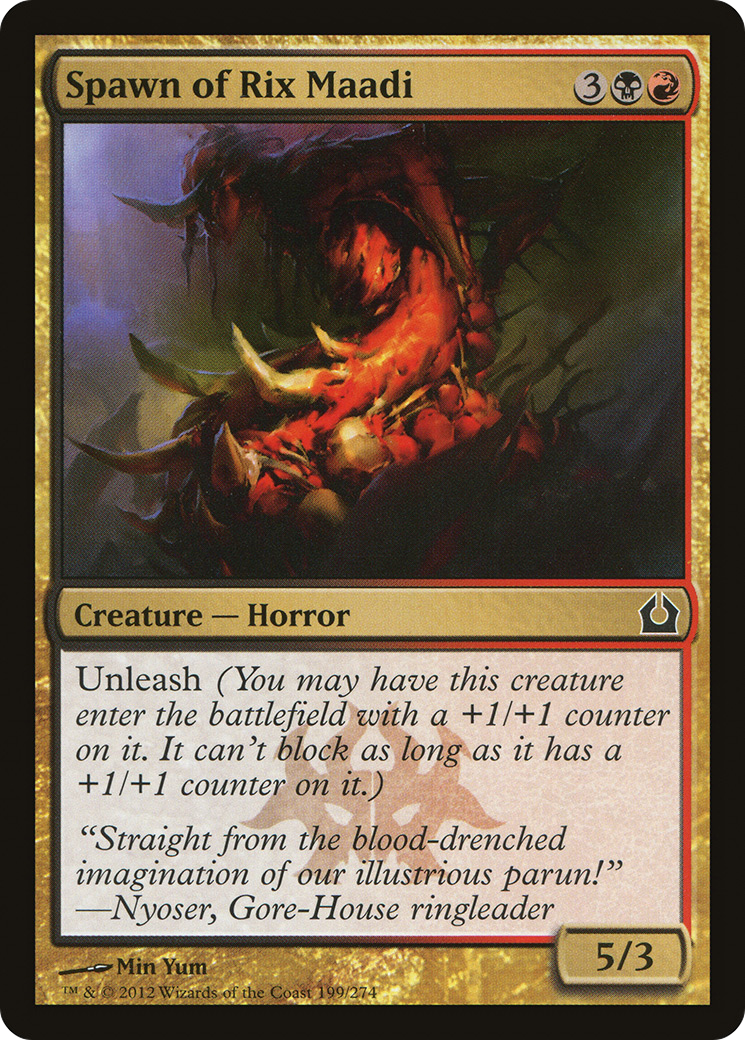 Spawn of Rix Maadi
3
Creature — Horror
Unleash (You may have this creature
enter the battlefield with a +1/+1 counter
on it. It can't block as long as it has a
+1/+1 counter on it.)
“Straight from the blood-drenched
imagination of our illustrious parun!”
—Nyoser, Gore-House ringleader
5/3
Min Yum
™ & © 2012 Wizards of the Coast 199/274